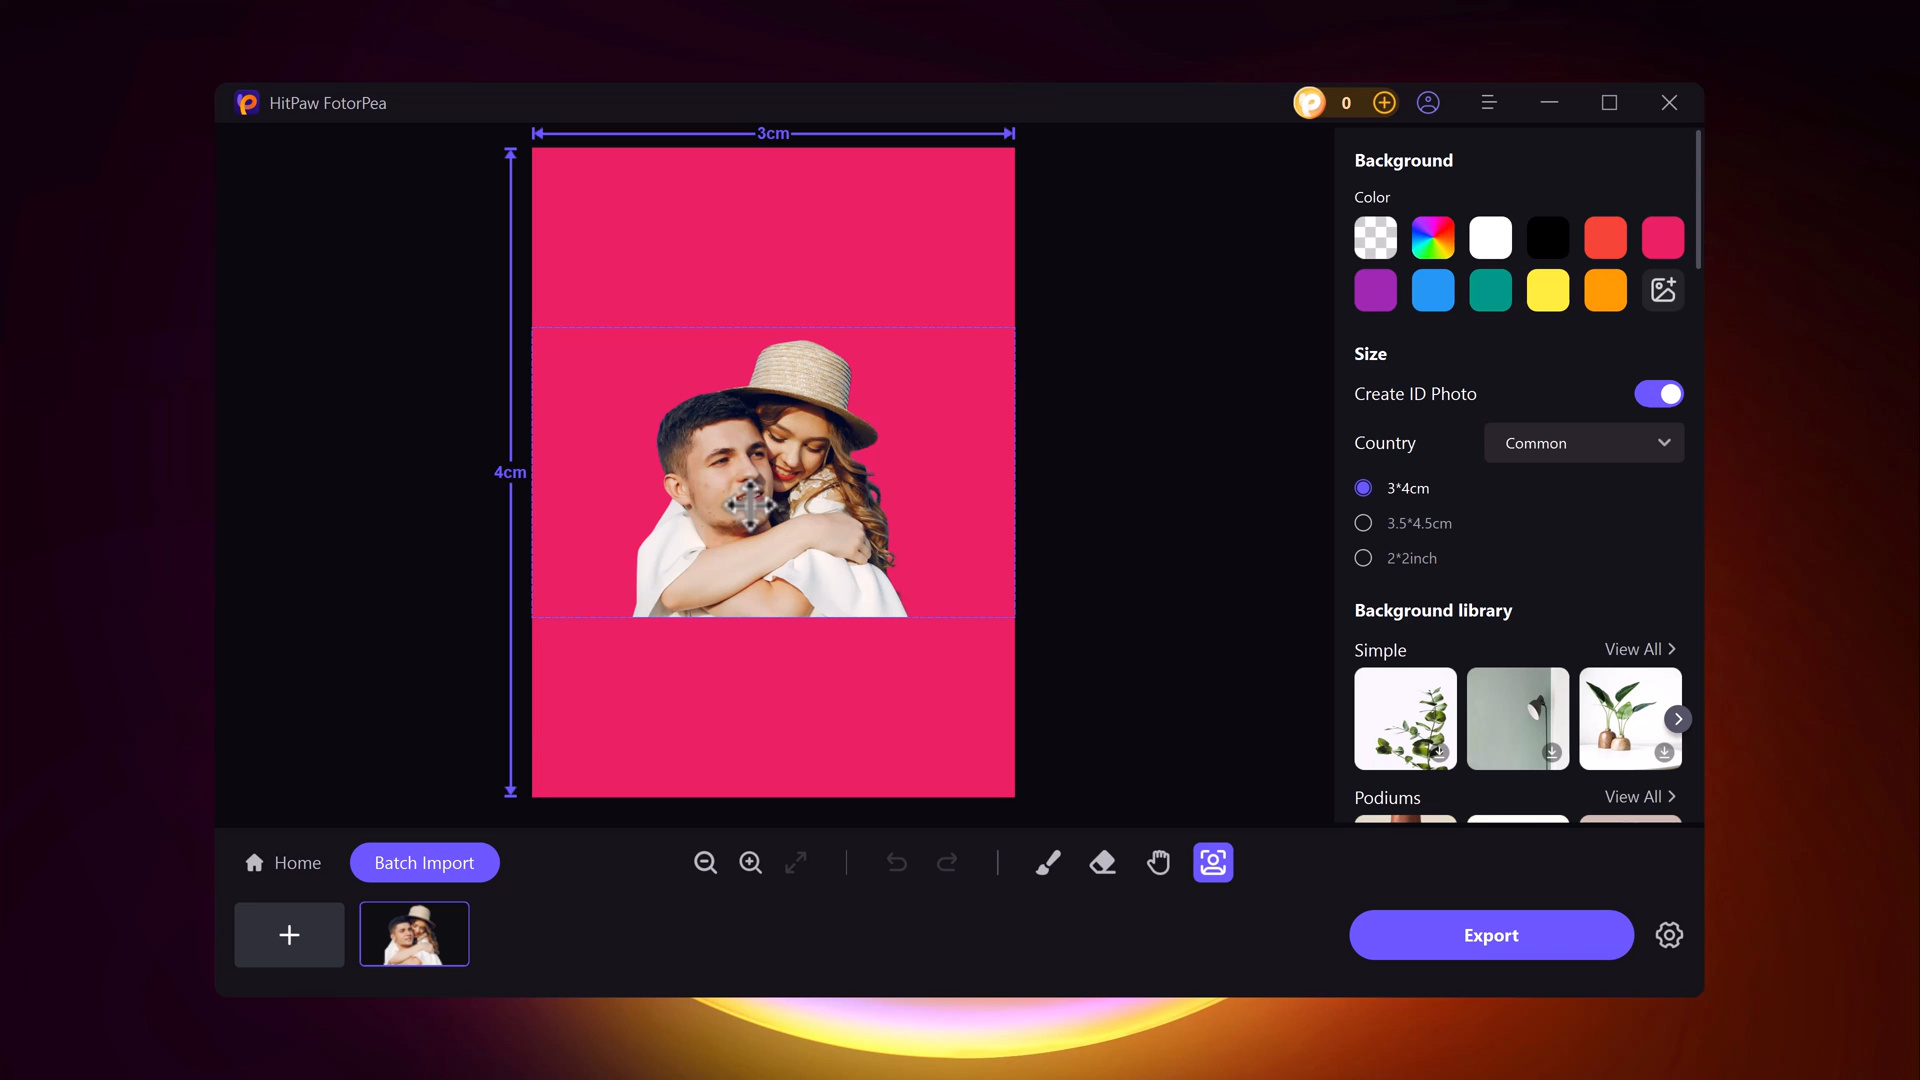 HitPaw FotorPea
0
3cm
4cm
Background
Color
Size
Create ID Photo
Country
Common
3*4cm
3.5*4.5cm
2*2inch
Background library
Simple
View All
Podiums
View All
Home
Batch Import
Export